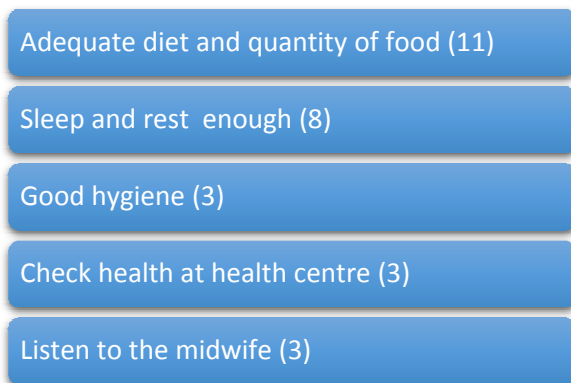 Adequate diet and quantity of food (11)
Sleep and rest  enough (8)
Good hygiene (3)
Check health at health centre (3)
Listen to the midwife (3)